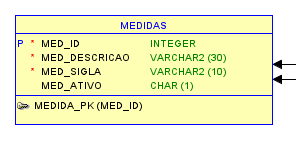 MEDIDAS
P * MED_ID INTEGER
* MED_DESCRICAO VARCHAR2 (30)
* MED_SIGLA VARCHAR2 (10)
MED_ATIVO CHAR (1)
MEDIDA_PK (MED_ID)